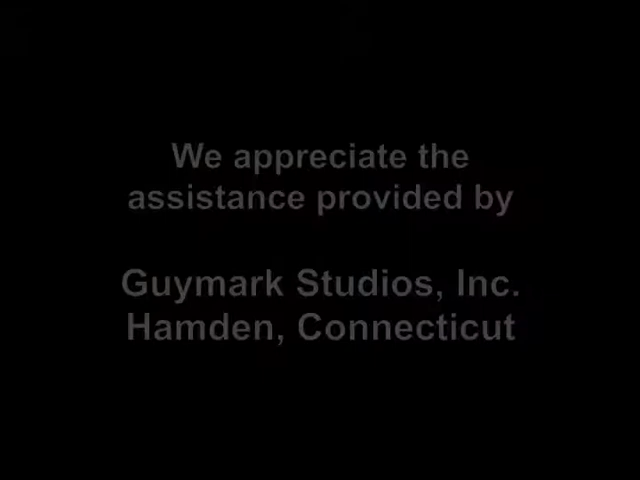 We appreciate the
assistance provided by
Guymark Studios, Inc.
Hamden, Connecticut